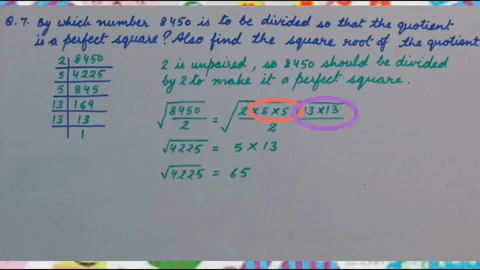 Q.7. By which number 8450 is to be divided so that the quotient
is a perfect square? Also find the square root of the quotient
2 | 8450
5 | 4225
5 | 845
13 | 169
13 | 13
1
2 is unpaired, so 8450 should be divided
by 2 to make it a perfect square.
√8450/2 = √2×5×5×13×13/2
√4225 = 5×13
√4225 = 65